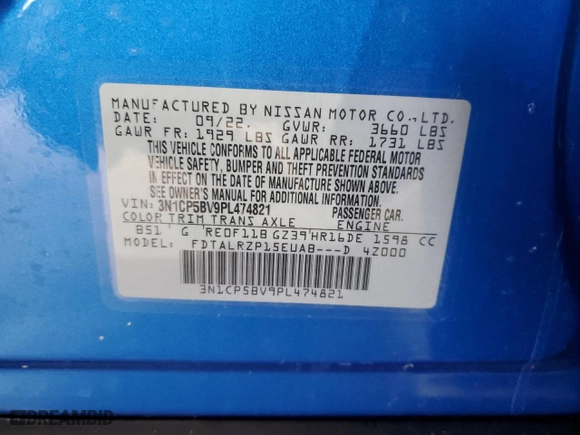 MANUFACTURED BY NISSAN MOTOR CO.,LTD.
DATE: 09/22. GVWR: 3660 LBS
GAWR FR: 1929 LBS GAWR RR: 1731 LBS
THIS VEHICLE CONFORMS TO ALL APPLICABLE FEDERAL MOTOR
VEHICLE SAFETY, BUMPER AND THEFT PREVENTION
STANDARDS IN EFFECT ON THE DATE OF MANUFACTURE SHOWN ABOVE.
SEE OWNER'S MANUAL FOR ADDITIONAL INFORMATION.
VIN: 3N1CP5BV9PL474821 PASSENGER CAR.
COLOR TRIM TRANS AXLE ENGINE
B51 G RE0F11B GZ39 HR16DE 1598 CC
MODEL: FDTALRZP15EUAB---D 4Z000
3N1CP5BV9PL474821
DREAMBID